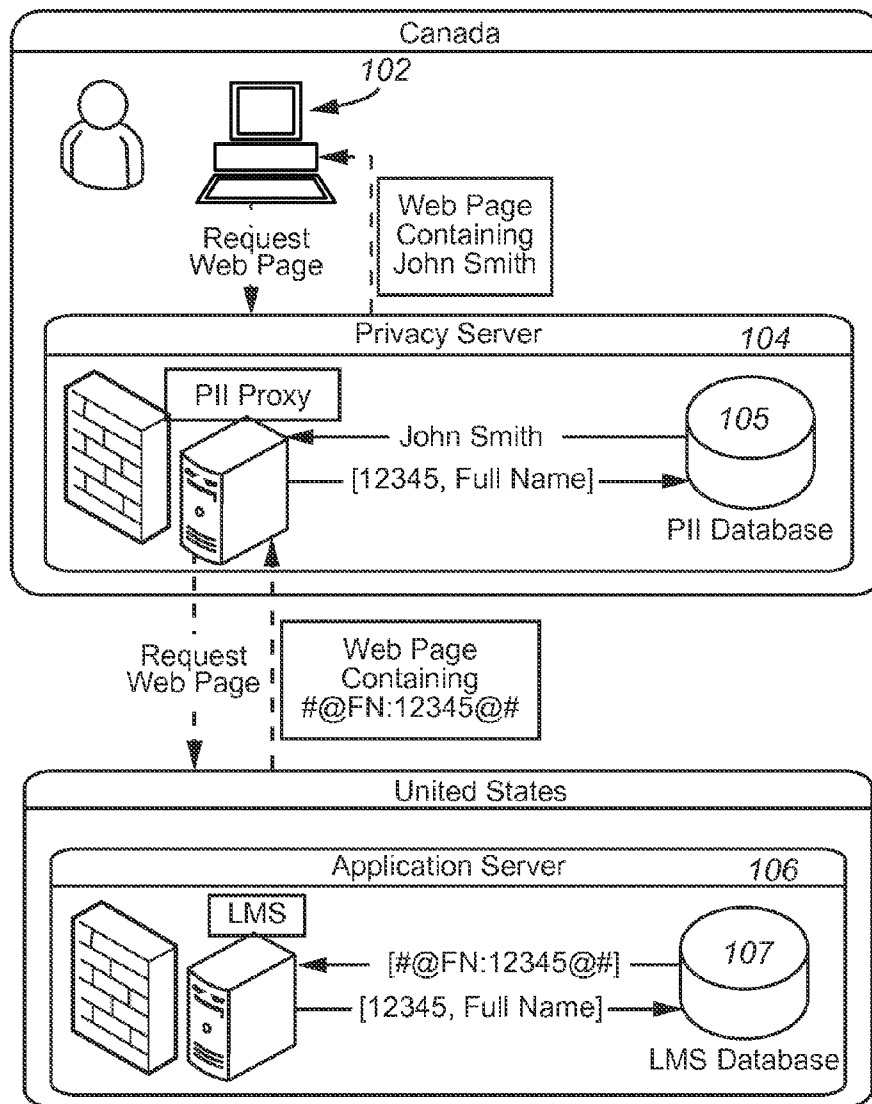 Canada
102
Request
Web Page
Web Page
Containing
John Smith
Privacy Server
104
PII Proxy
John Smith
[12345, Full Name]
105
PII Database
Request
Web Page
Web Page
Containing
#@FN:12345@#
United States
Application Server
106
LMS
[#@FN:12345@#]
[12345, Full Name]
107
LMS Database